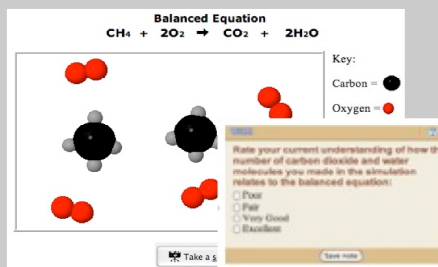 Balanced Equation
CH₄ + 2O₂ → CO₂ + 2H₂O
Key:
Carbon =
Oxygen =
Rate your current understanding of how th
number of carbon dioxide and water
molecules you made in the simulation
relates to the balanced equation:
Poor
Fair
Very Good
Excellent
Save note
Take a s